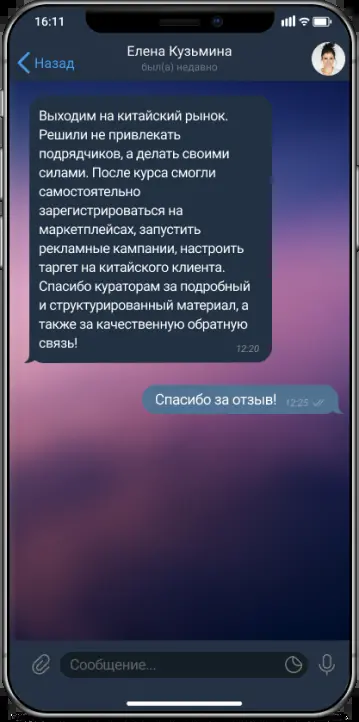 16:11
Елена Кузьмина
Назад
был(а) недавно
Выходим на китайский рынок.
Решили не привлекать
подрядчиков, а делать своими
силами. После курса смогли
самостоятельно
зарегистрироваться на
маркетплейсах, запустить
рекламные кампании, настроить
таргет на китайского клиента.
Спасибо кураторам за подробный
и структурированный материал, а
также за качественную обратную
связь!
12:20
Спасибо за отзыв! 12:25
Сообщение...